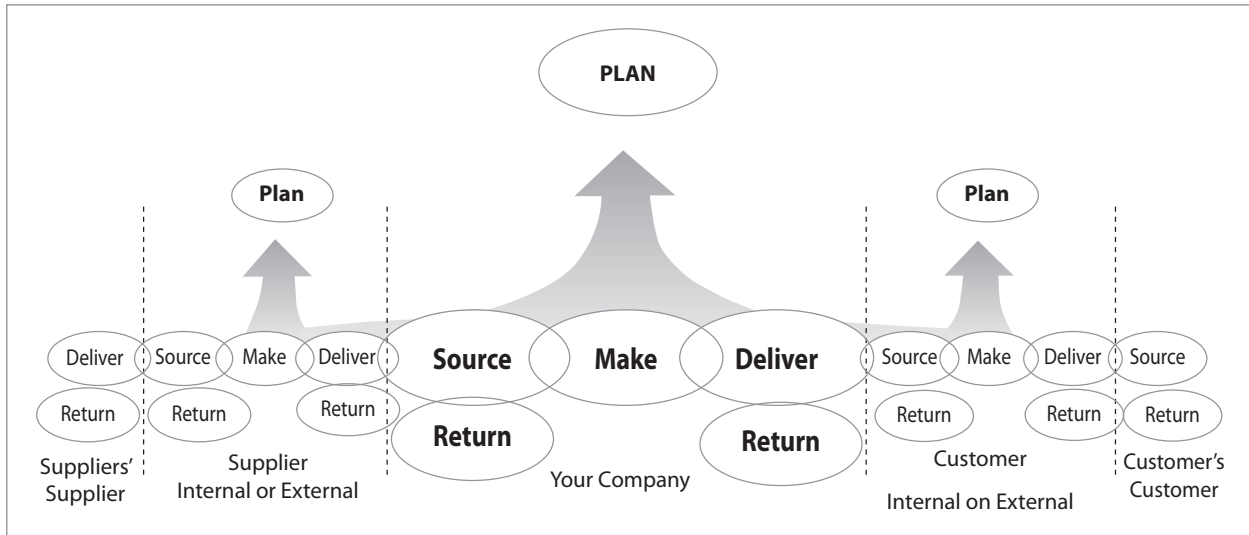 PLAN
Plan
Plan
Deliver
Source
Make
Deliver
Source
Make
Deliver
Source
Make
Deliver
Source
Return
Return
Return
Return
Return
Return
Return
Return
Suppliers'
Supplier
Supplier
Internal or External
Your Company
Customer
Internal on External
Customer's
Customer